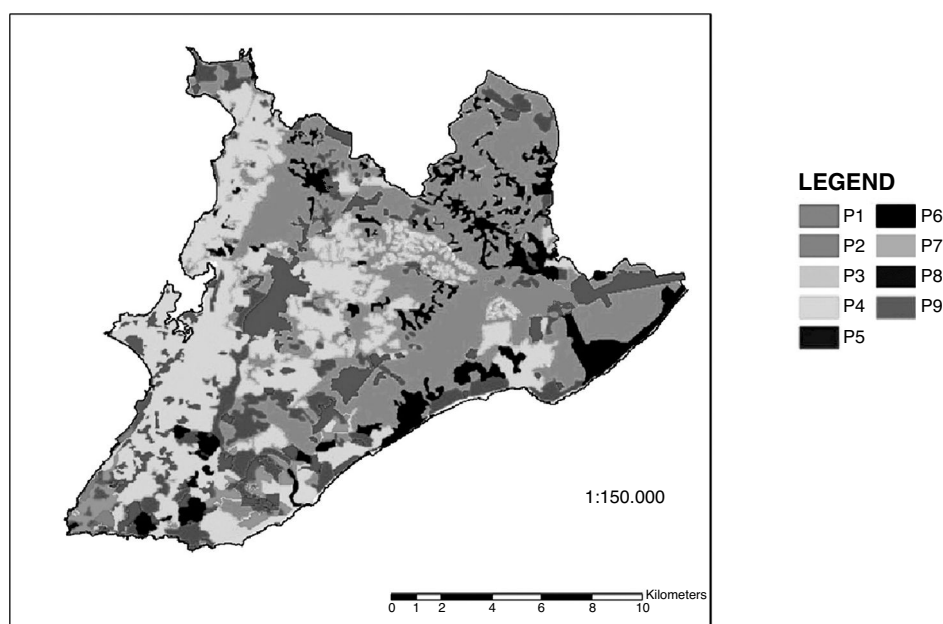 LEGEND
P1 P6
P2 P7
P3 P8
P4 P9
P5
1:150.000
Kilometers
0 1 2 4 6 8 10